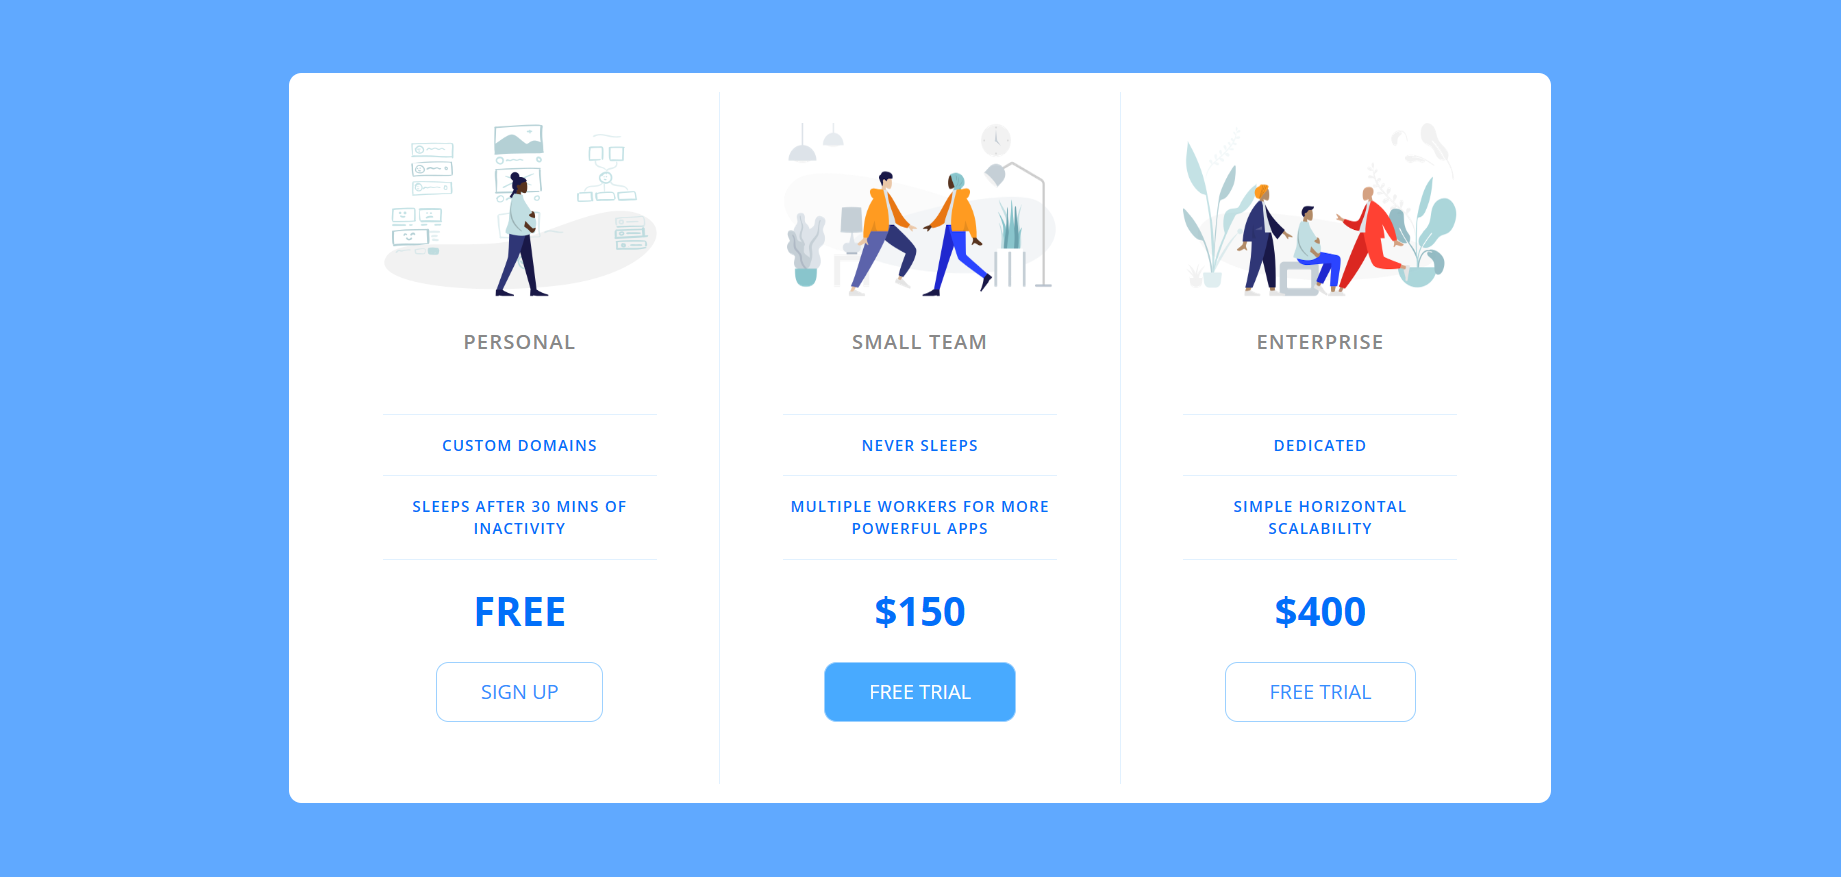 PERSONAL
CUSTOM DOMAINS
SLEEPS AFTER 30 MINS OF
INACTIVITY
FREE
SIGN UP
SMALL TEAM
NEVER SLEEPS
MULTIPLE WORKERS FOR MORE
POWERFUL APPS
$150
FREE TRIAL
ENTERPRISE
DEDICATED
SIMPLE HORIZONTAL
SCALABILITY
$400
FREE TRIAL